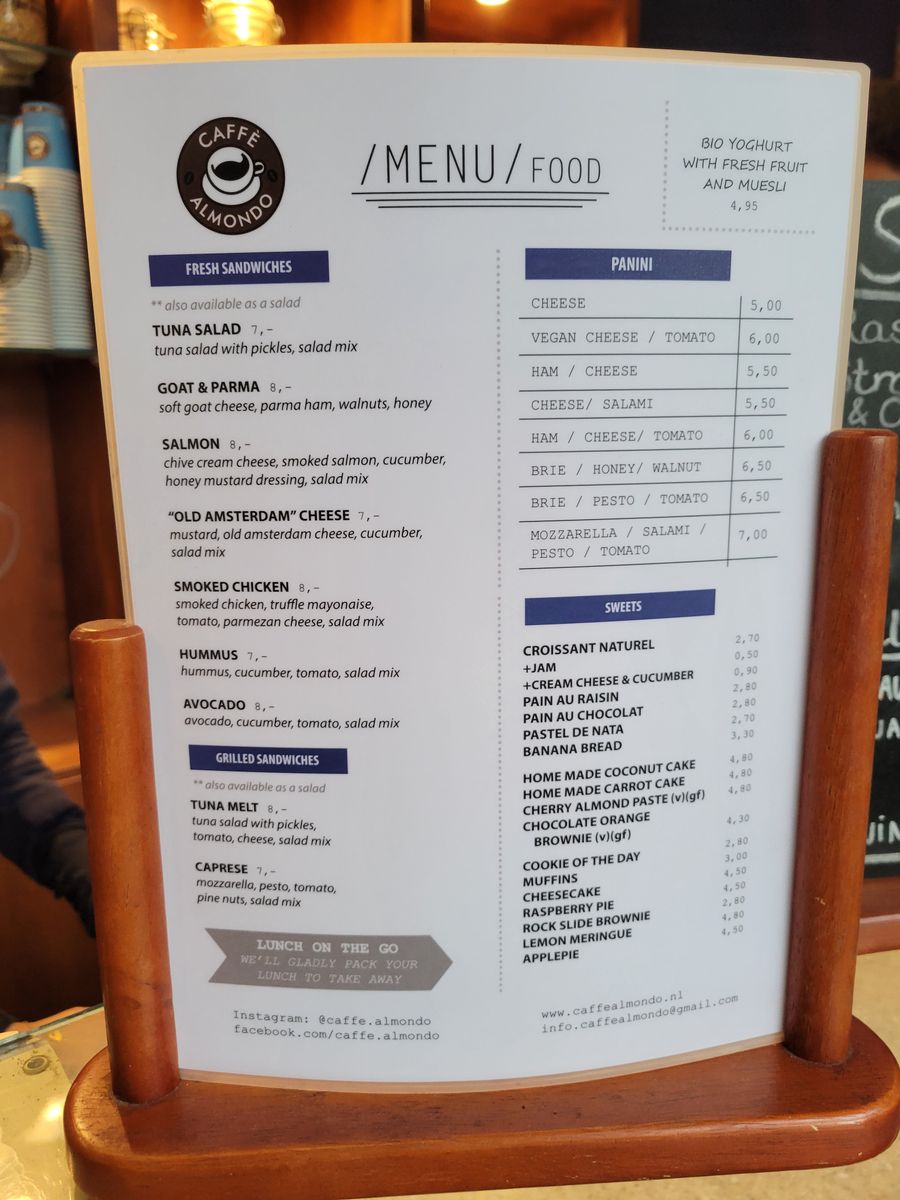 CAFFÈ
ALMONDO
/MENU/FOOD
BIO YOGHURT
WITH FRESH FRUIT
AND MUESLI
4,95
FRESH SANDWICHES
** also available as a salad
TUNA SALAD 7,-
tuna salad with pickles, salad mix
GOAT & PARMA 8,-
soft goat cheese, parma ham, walnuts, honey
SALMON 8,-
chive cream cheese, smoked salmon, cucumber,
honey mustard dressing, salad mix
"OLD AMSTERDAM" CHEESE 7,-
mustard, old amsterdam cheese, cucumber,
salad mix
SMOKED CHICKEN 8,-
smoked chicken, truffle mayonaise,
tomato, parmezan cheese, salad mix
HUMMUS 7,-
hummus, cucumber, tomato, salad mix
AVOCADO 8,-
avocado, cucumber, tomato, salad mix
GRILLED SANDWICHES
** also available as a salad
TUNA MELT 8,-
tuna salad with pickles,
tomato, cheese, salad mix
CAPRESE 7,-
mozzarella, pesto, tomato,
pine nuts, salad mix
LUNCH ON THE GO
WE'LL GLADLY PACK YOUR
LUNCH TO TAKE AWAY
Instagram: @caffe.almondo
facebook.com/caffe.almondo
PANINI
CHEESE 5,00
VEGAN CHEESE / TOMATO 6,00
HAM / CHEESE 5,50
CHEESE/ SALAMI 5,50
HAM / CHEESE/ TOMATO 6,00
BRIE / HONEY/ WALNUT 6,50
BRIE / PESTO / TOMATO 6,50
MOZZARELLA / SALAMI / 7,00
PESTO / TOMATO
SWEETS
CROISSANT NATUREL 2,70
+JAM 0,50
+CREAM CHEESE & CUCUMBER 0,90
PAIN AU RAISIN 2,80
PAIN AU CHOCOLAT 2,80
PASTEL DE NATA 2,70
BANANA BREAD 3,30
HOME MADE COCONUT CAKE 4,80
HOME MADE CARROT CAKE 4,80
CHERRY ALMOND PASTE (v)(gf) 4,80
CHOCOLATE ORANGE 4,30
BROWNIE (v)(gf)
COOKIE OF THE DAY 2,80
MUFFINS 3,00
CHEESECAKE 4,50
RASPBERRY PIE 4,50
ROCK SLIDE BROWNIE 2,80
LEMON MERINGUE 4,80
APPLEPIE 4,50
www.caffealmondo.nl
info.caffealmondo@gmail.com